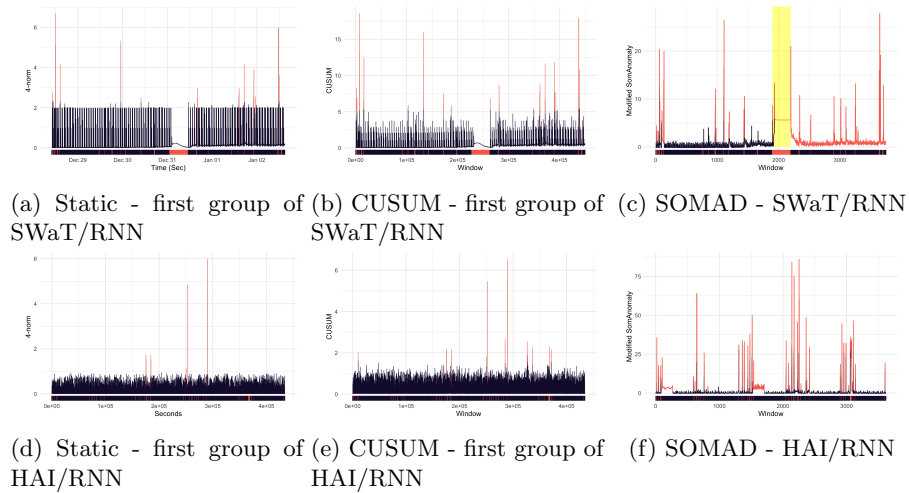 6
4
2
0
4-norm
Dec 29 Dec 30 Dec 31 Jan 01 Jan 02
Time (Sec)
15
10
5
0
CUSUM
0e+00 1e+05 2e+05 3e+05 4e+05
Window
20
10
0
Modified SomAnomaly
0 1000 2000 3000
Window
(a) Static - first group of
SWaT/RNN
(b) CUSUM - first group of
SWaT/RNN
(c) SOMAD - SWaT/RNN
6
4
2
0
4-norm
0e+00 1e+05 2e+05 3e+05 4e+05
Seconds
6
4
2
0
CUSUM
0e+00 1e+05 2e+05 3e+05 4e+05
Window
75
50
25
0
Modified SomAnomaly
0 1000 2000 3000
Window
(d) Static - first group of
HAI/RNN
(e) CUSUM - first group of
HAI/RNN
(f) SOMAD - HAI/RNN